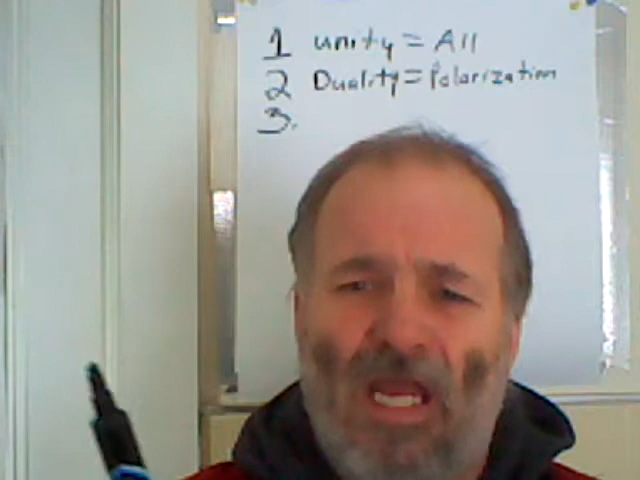 1 unity = All
2 Duality = Polarization
3.